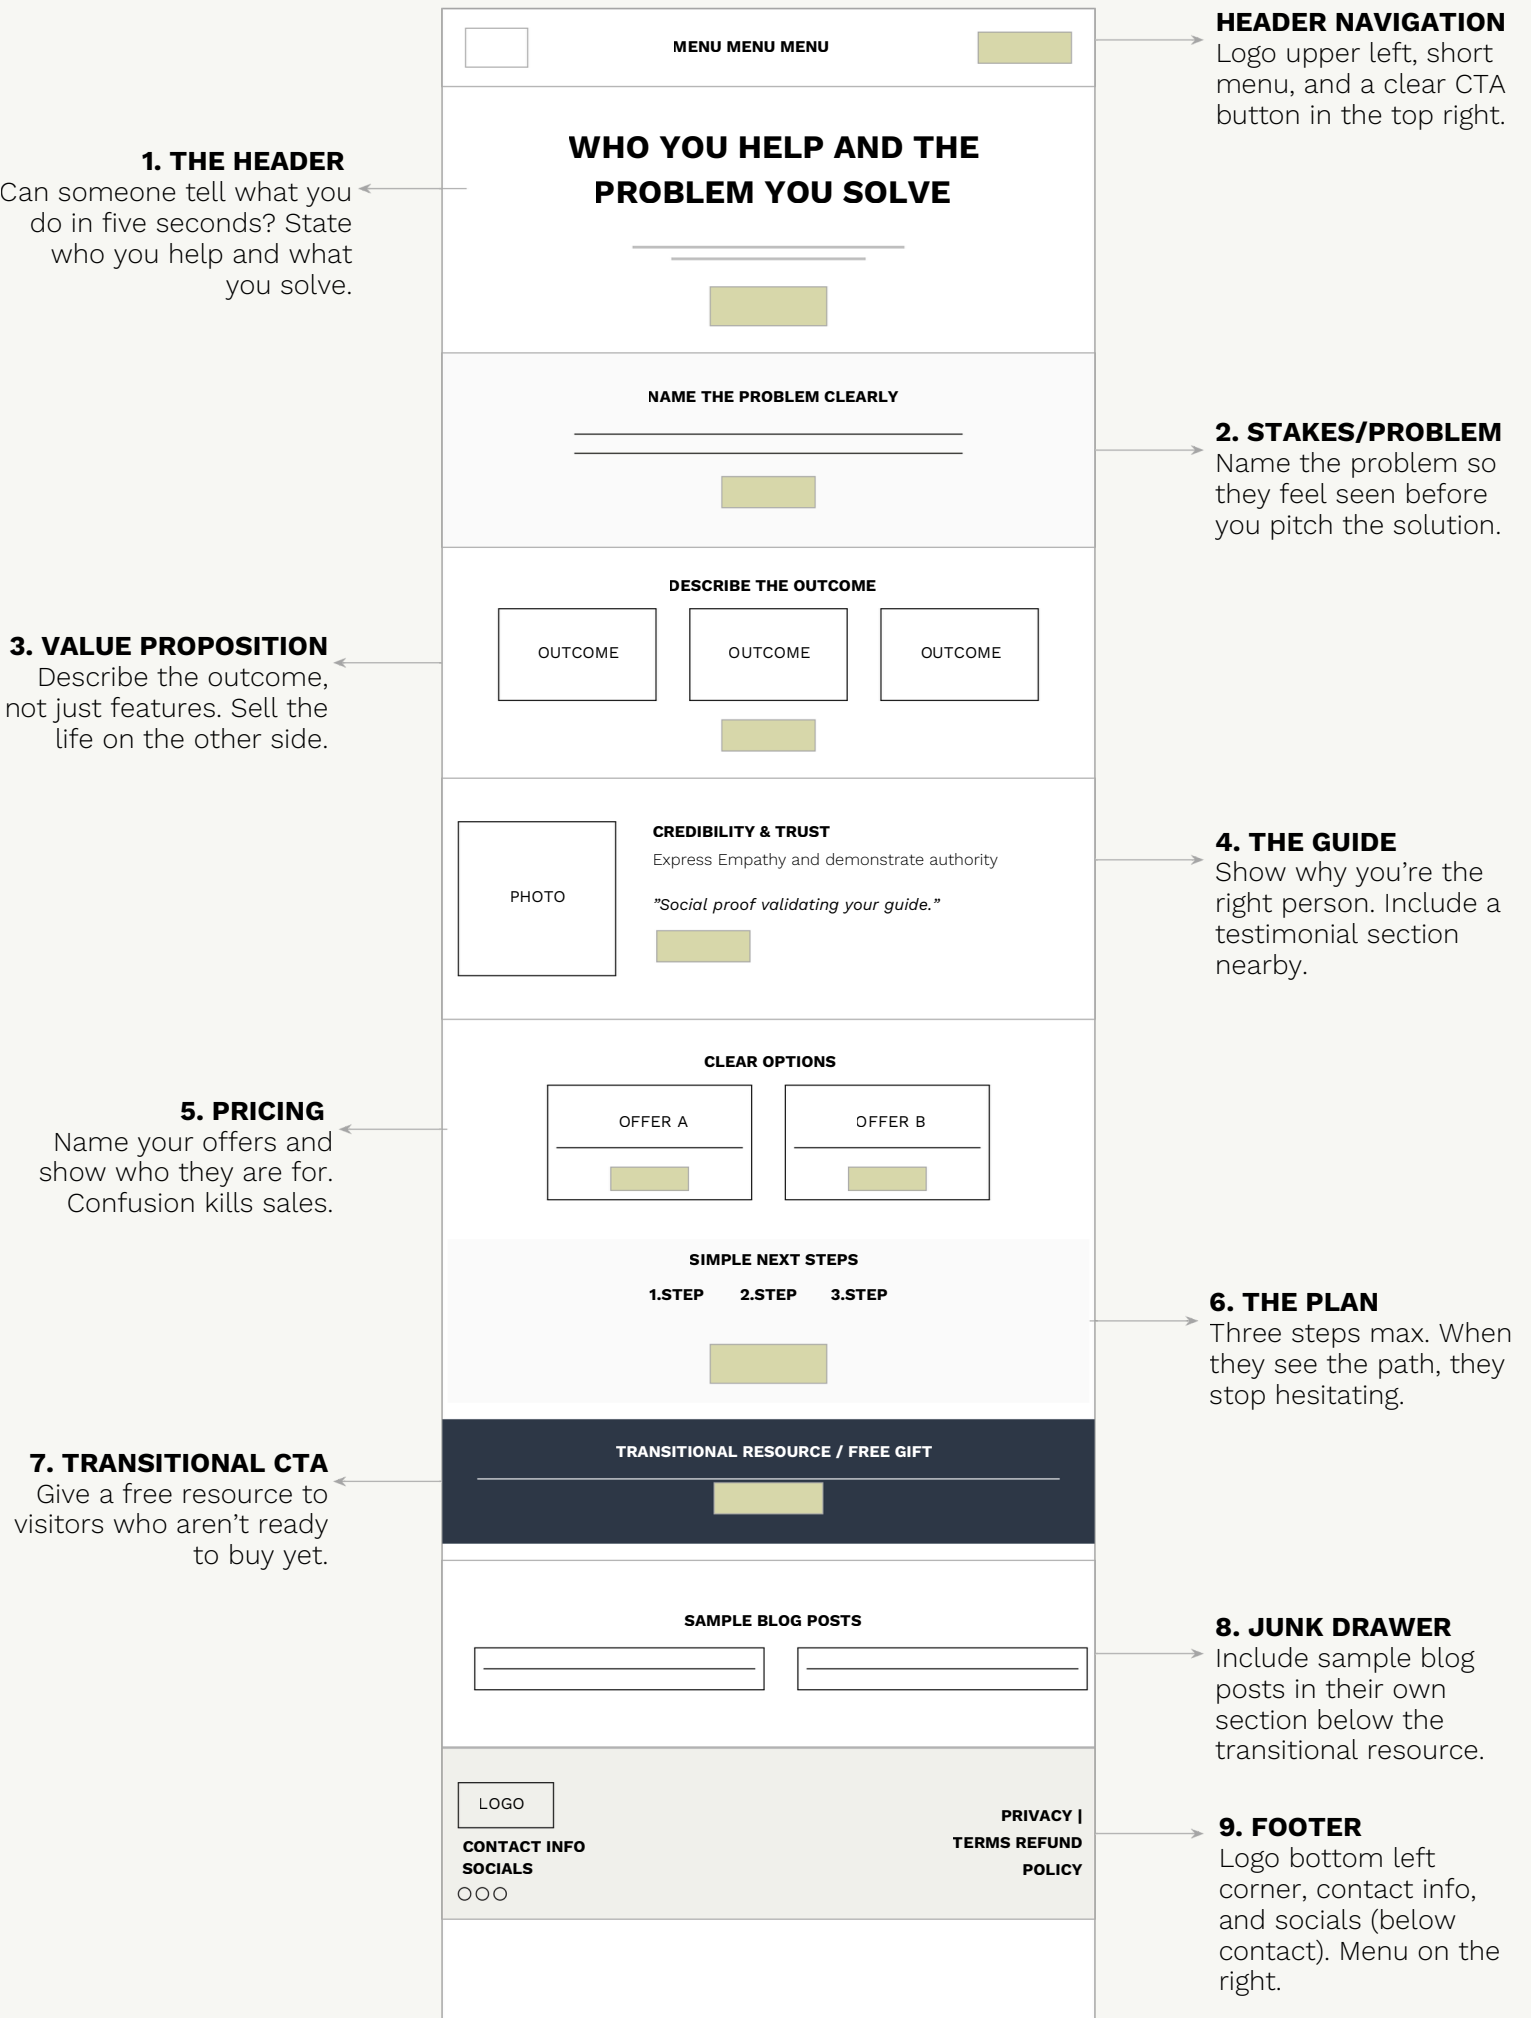 HEADER NAVIGATION
Logo upper left, short
menu, and a clear CTA
button in the top right.
MENU MENU MENU
WHO YOU HELP AND THE
PROBLEM YOU SOLVE
1. THE HEADER
Can someone tell what you
do in five seconds? State
who you help and what
you solve.
NAME THE PROBLEM CLEARLY
2. STAKES/PROBLEM
Name the problem so
they feel seen before
you pitch the solution.
DESCRIBE THE OUTCOME
OUTCOME
OUTCOME
OUTCOME
3. VALUE PROPOSITION
Describe the outcome,
not just features. Sell the
life on the other side.
PHOTO
CREDIBILITY & TRUST
Express Empathy and demonstrate authority
”Social proof validating your guide.”
4. THE GUIDE
Show why you’re the
right person. Include a
testimonial section
nearby.
CLEAR OPTIONS
OFFER A
OFFER B
5. PRICING
Name your offers and
show who they are for.
Confusion kills sales.
SIMPLE NEXT STEPS
1.STEP 2.STEP 3.STEP
6. THE PLAN
Three steps max. When
they see the path, they
stop hesitating.
TRANSITIONAL RESOURCE / FREE GIFT
7. TRANSITIONAL CTA
Give a free resource to
visitors who aren’t ready
to buy yet.
SAMPLE BLOG POSTS
8. JUNK DRAWER
Include sample blog
posts in their own
section below the
transitional resource.
LOGO
CONTACT INFO
SOCIALS
PRIVACY |
TERMS REFUND
POLICY
9. FOOTER
Logo bottom left
corner, contact info,
and socials (below
contact). Menu on the
right.